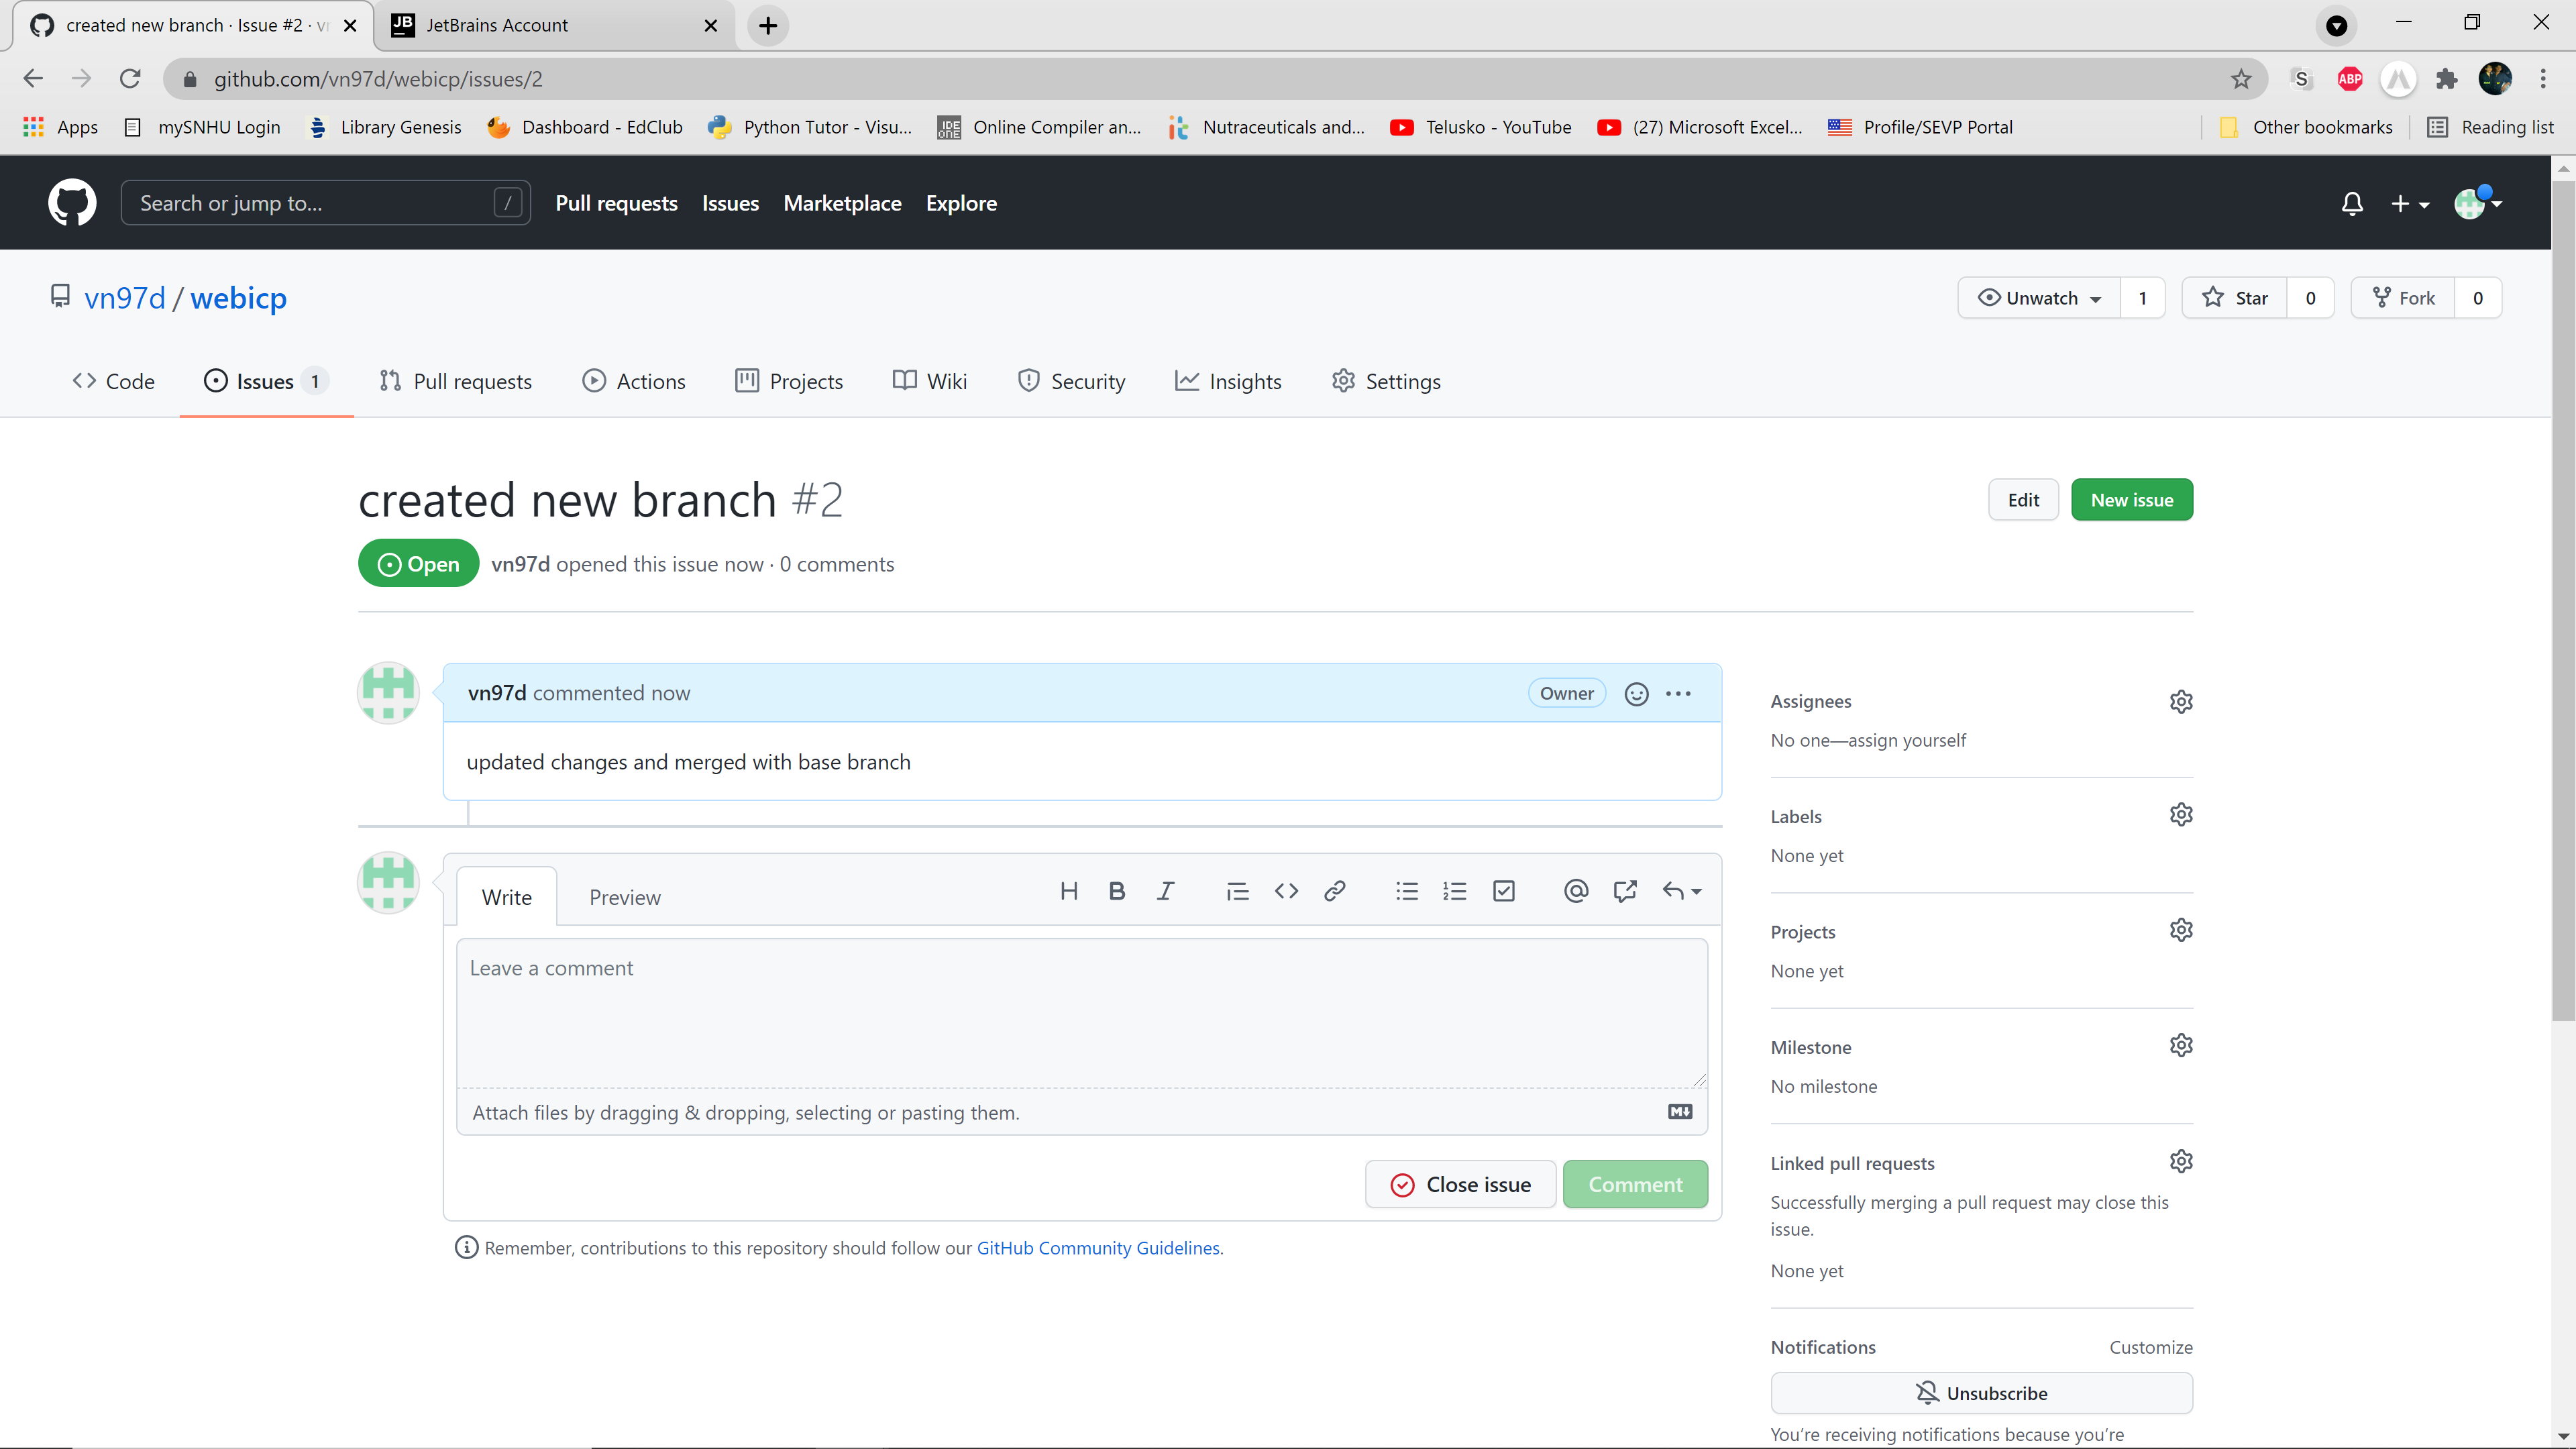 created new branch · Issue #2 · vn
JB JetBrains Account
github.com/vn97d/webicp/issues/2
S ABP
Apps mySNHU Login Library Genesis Dashboard - EdClub Python Tutor - Visu... IDE ONE Online Compiler an... Nutraceuticals and... Telusko - YouTube (27) Microsoft Excel... Profile/SEVP Portal Other bookmarks Reading list
Search or jump to... / Pull requests Issues Marketplace Explore
vn97d / webicp Unwatch 1 Star 0 Fork 0
Code Issues 1 Pull requests Actions Projects Wiki Security Insights Settings
created new branch #2 Edit New issue
Open vn97d opened this issue now · 0 comments
vn97d commented now Owner
updated changes and merged with base branch
Write Preview H B I
Leave a comment
Attach files by dragging & dropping, selecting or pasting them.
Close issue Comment
Remember, contributions to this repository should follow our GitHub Community Guidelines.
Assignees
No one—assign yourself
Labels
None yet
Projects
None yet
Milestone
No milestone
Linked pull requests
Successfully merging a pull request may close this
issue.
None yet
Notifications Customize
Unsubscribe
You're receiving notifications because you're